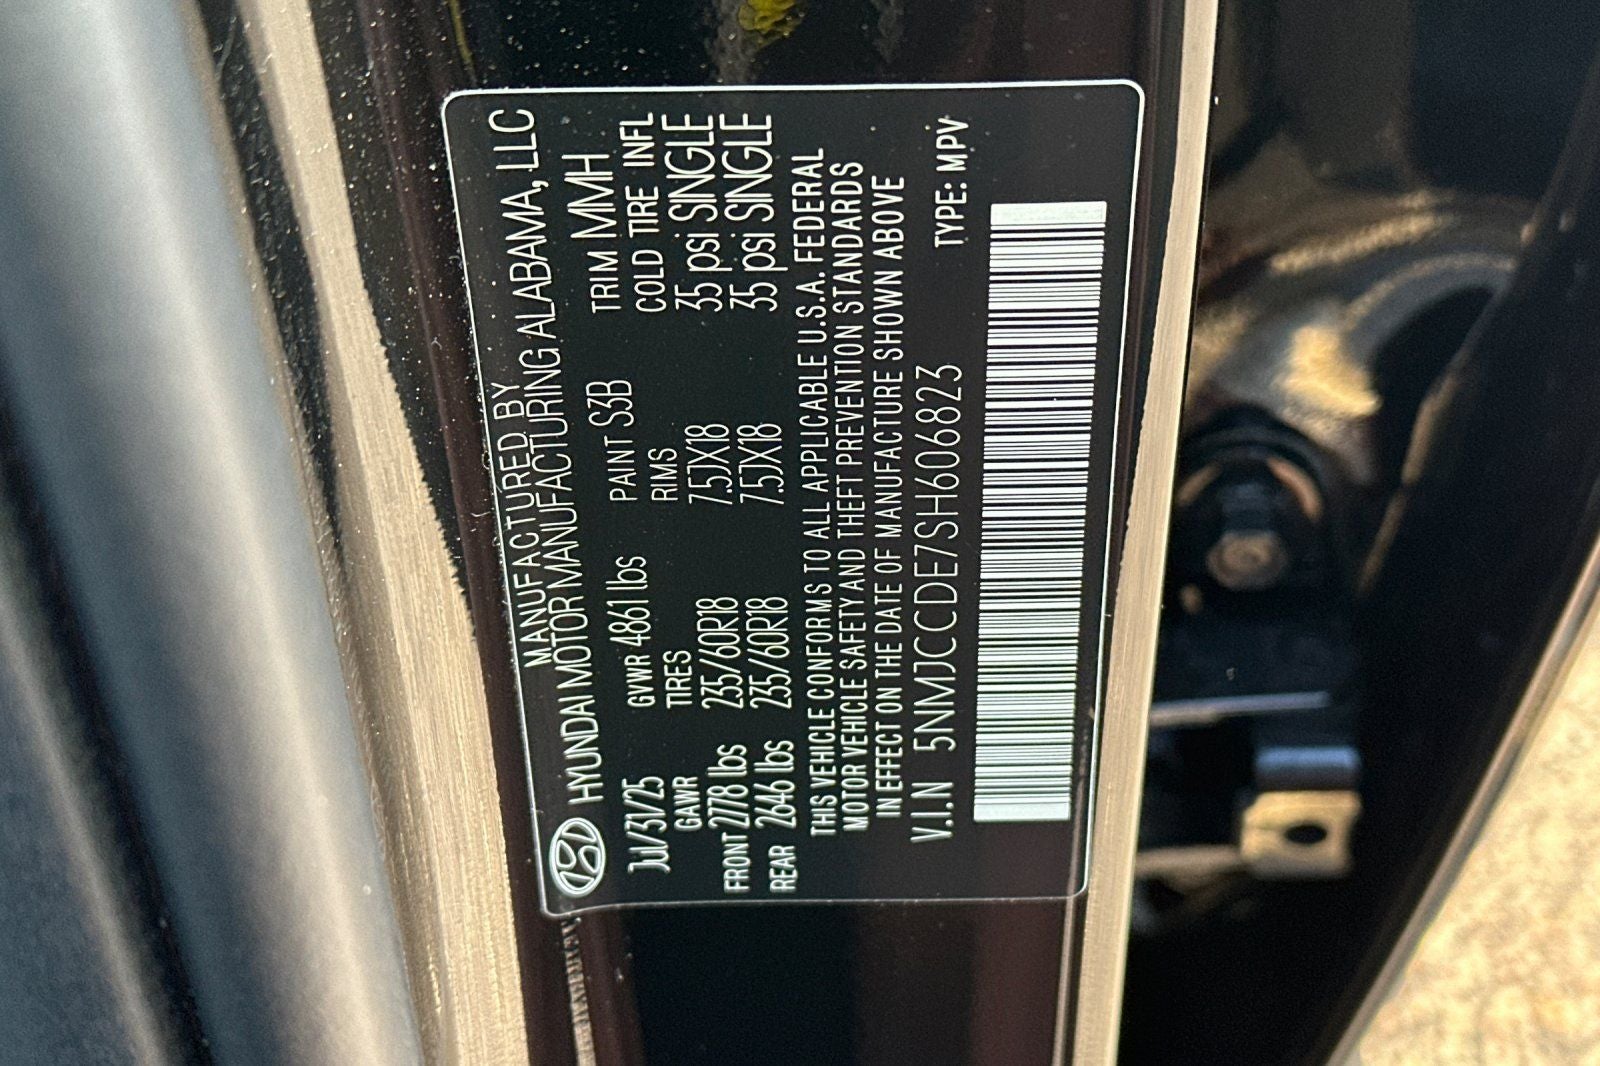 MANUFACTURED BY
HYUNDAI MOTOR MANUFACTURING ALABAMA, LLC
Jul/31/25 GVWR 4861 lbs PAINT S3B TRIM MMH
GAWR TIRES RIMS COLD TIRE INFL
FRONT 2778 lbs 235/60R18 7.5JX18 35 psi SINGLE
REAR 2646 lbs 235/60R18 7.5JX18 35 psi SINGLE
THIS VEHICLE CONFORMS TO ALL APPLICABLE U.S.A. FEDERAL
MOTOR VEHICLE SAFETY AND THEFT PREVENTION STANDARDS
IN EFFECT ON THE DATE OF MANUFACTURE SHOWN ABOVE
V.I.N 5NMJCCDE7SH606823 TYPE: MPV